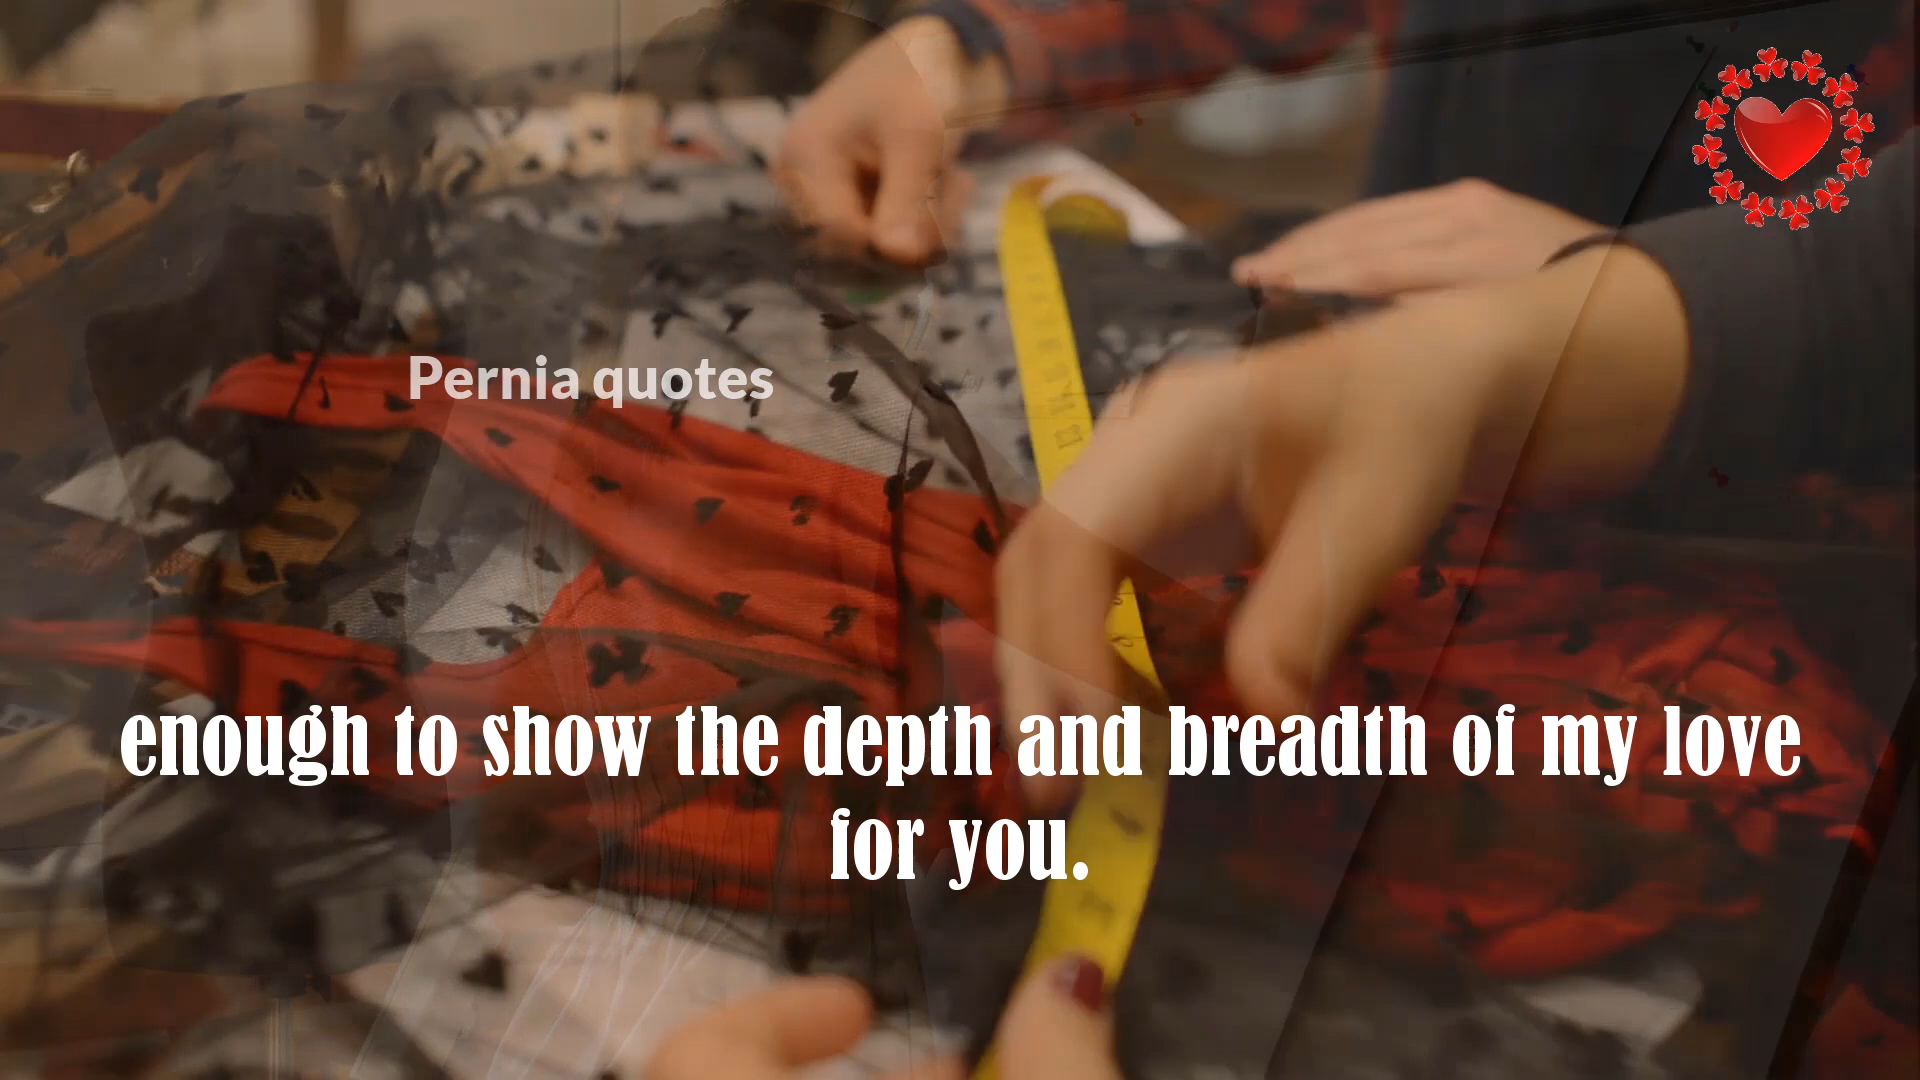 Pernia quotes
enough to show the depth and breadth of my love
for you.